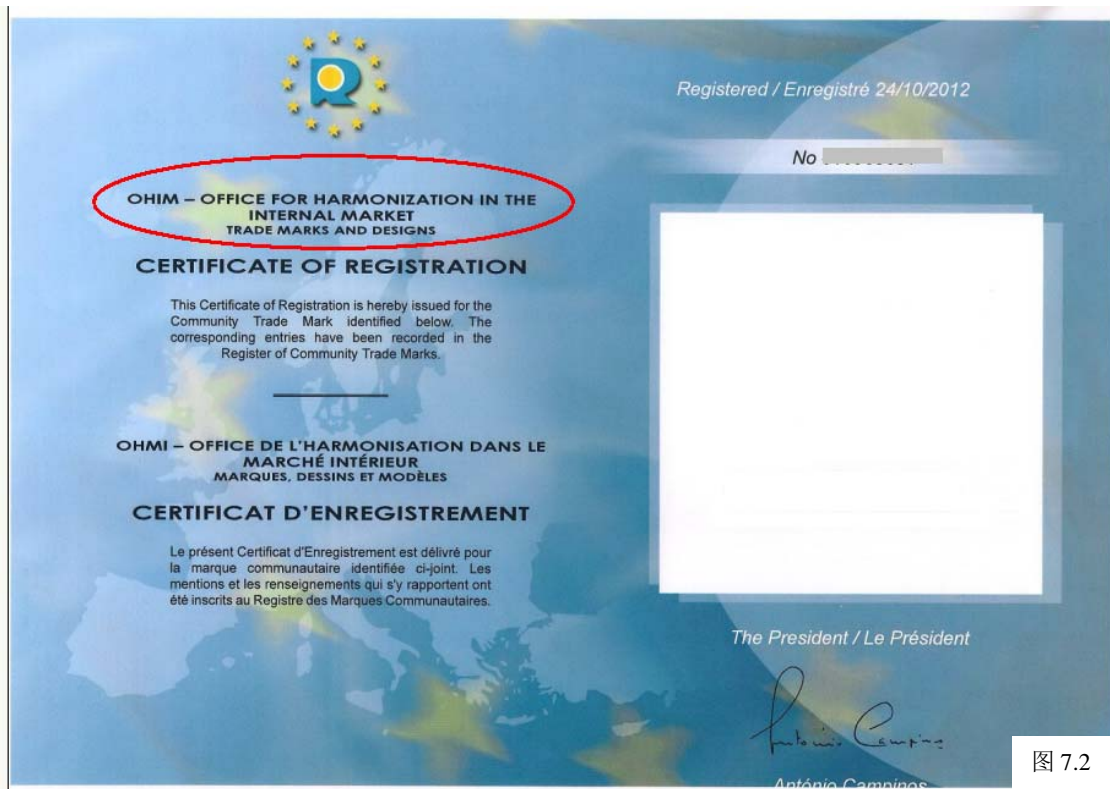 R
OHIM – OFFICE FOR HARMONIZATION IN THE
INTERNAL MARKET
TRADE MARKS AND DESIGNS
CERTIFICATE OF REGISTRATION
This Certificate of Registration is hereby issued for the
Community Trade Mark identified below. The
corresponding entries have been recorded in the
Register of Community Trade Marks.
OHMI – OFFICE DE L'HARMONISATION DANS LE
MARCHÉ INTÉRIEUR
MARQUES, DESSINS ET MODÈLES
CERTIFICAT D'ENREGISTREMENT
Le présent Certificat d'Enregistrement est délivré pour
la marque communautaire identifiée ci-joint. Les
mentions et les renseignements qui s'y rapportent ont
été inscrits au Registre des Marques Communautaires.
Registered / Enregistré 24/10/2012
No
The President / Le Président
António Campinos
António Campinos
图 7.2